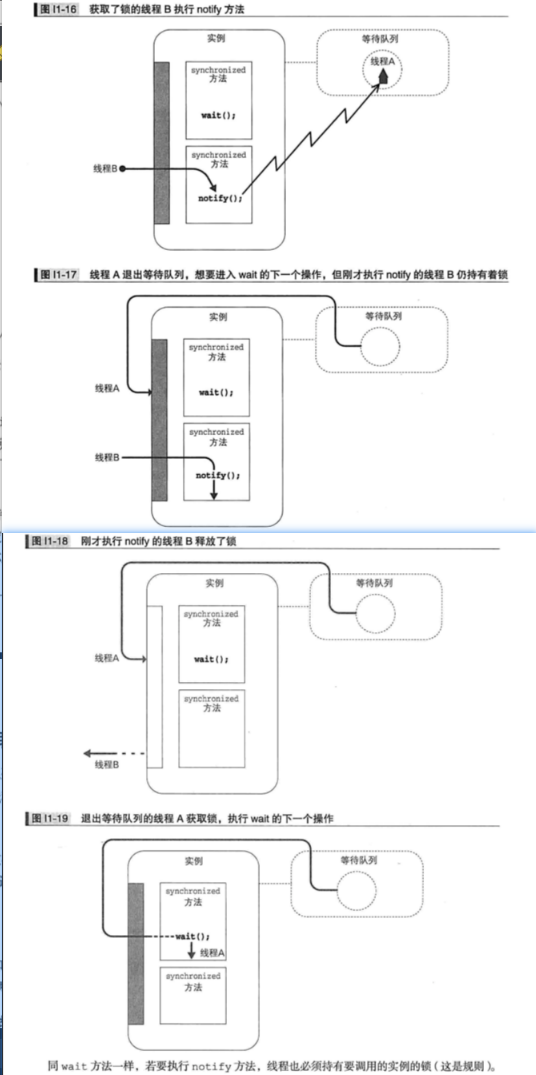 图 I1-16 获取了锁的线程 B 执行 notify 方法
实例
等待队列
线程A
synchronized
方法
wait();
synchronized
方法
线程B
notify();
图 I1-17 线程 A 退出等待队列，想要进入 wait 的下一个操作，但刚才执行 notify 的线程 B 仍持有着锁
实例
等待队列
synchronized
方法
线程A
wait();
synchronized
方法
线程B
notify();
图 I1-18 刚才执行 notify 的线程 B 释放了锁
实例
等待队列
synchronized
方法
线程A
wait();
synchronized
方法
线程B
图 I1-19 退出等待队列的线程 A 获取锁，执行 wait 的下一个操作
实例
等待队列
synchronized
方法
wait();
线程A
synchronized
方法
同 wait 方法一样，若要执行 notify 方法，线程也必须持有要调用的实例的锁（这是规则）。